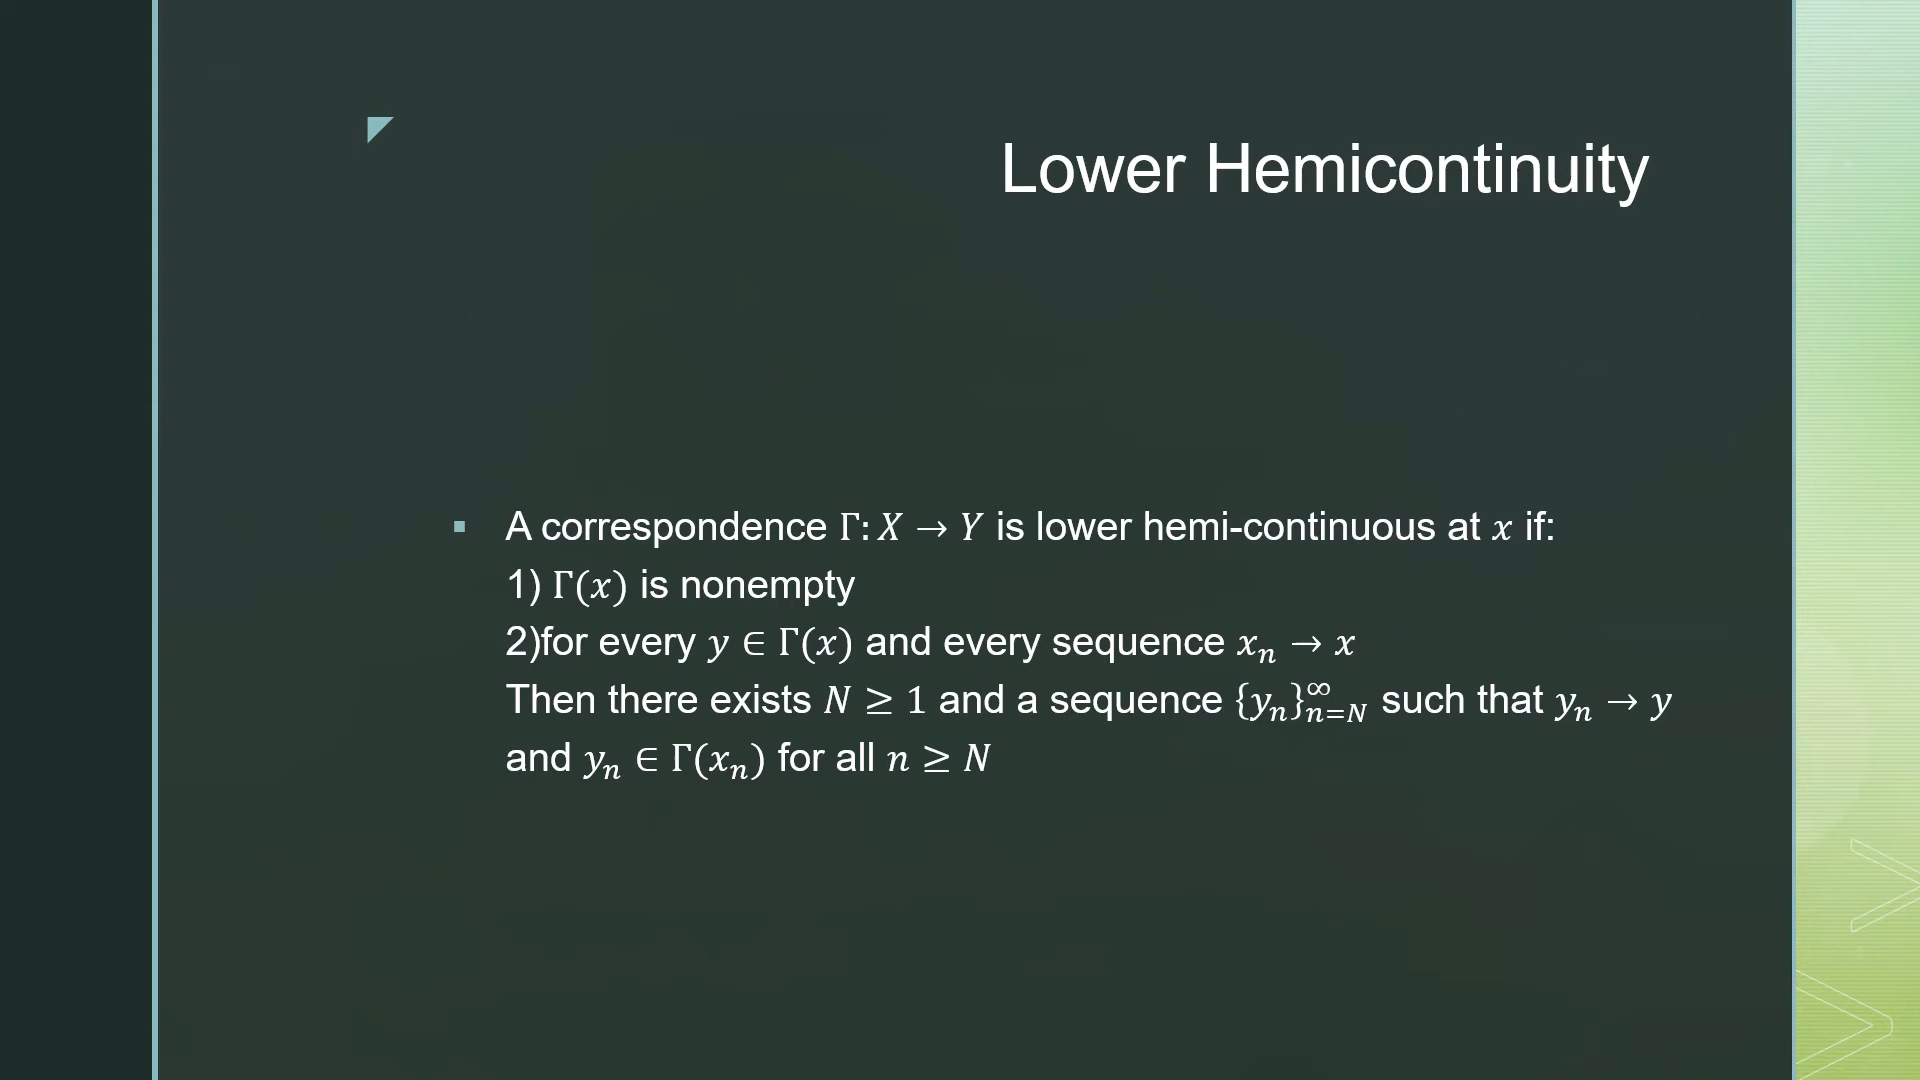 Lower Hemicontinuity
▪ A correspondence Γ: 𝑋 → 𝑌 is lower hemi-continuous at 𝑥 if:
1) Γ(𝑥) is nonempty
2)for every 𝑦 ∈ Γ(𝑥) and every sequence 𝑥ₙ → 𝑥
Then there exists 𝑁 ≥ 1 and a sequence {𝑦ₙ}_{𝑛=𝑁}^∞ such that 𝑦ₙ → 𝑦
and 𝑦ₙ ∈ Γ(𝑥ₙ) for all 𝑛 ≥ 𝑁